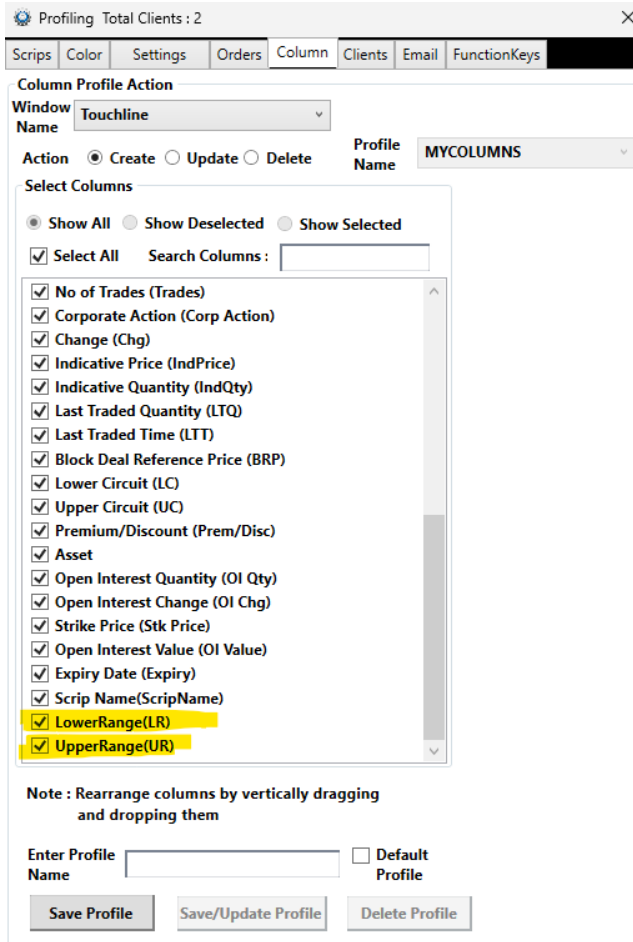 Profiling Total Clients : 2
Scrips Color Settings Orders Column Clients Email FunctionKeys
Column Profile Action
Window Name Touchline
Action Create Update Delete
Profile Name MYCOLUMNS
Select Columns
Show All Show Deselected Show Selected
Select All Search Columns :
No of Trades (Trades)
Corporate Action (Corp Action)
Change (Chg)
Indicative Price (IndPrice)
Indicative Quantity (IndQty)
Last Traded Quantity (LTQ)
Last Traded Time (LTT)
Block Deal Reference Price (BRP)
Lower Circuit (LC)
Upper Circuit (UC)
Premium/Discount (Prem/Disc)
Asset
Open Interest Quantity (OI Qty)
Open Interest Change (OI Chg)
Strike Price (Stk Price)
Open Interest Value (OI Value)
Expiry Date (Expiry)
Scrip Name(ScripName)
LowerRange(LR)
UpperRange(UR)
Note : Rearrange columns by vertically dragging
and dropping them
Enter Profile Name
Default Profile
Save Profile Save/Update Profile Delete Profile